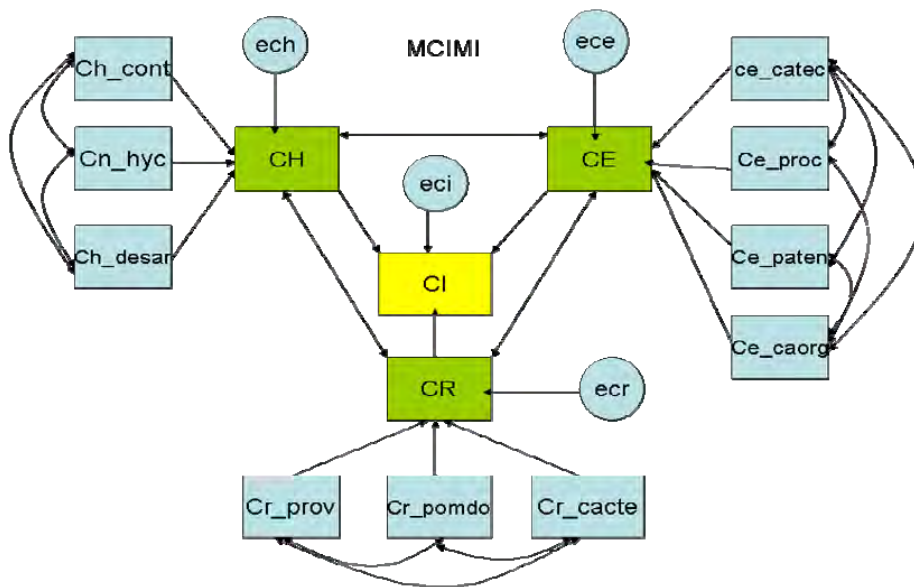 ech
MCIMI
ece
Ch_cont
ce_catec
Cn_hyc
CH
CE
Ce_proc
eci
Ch_desar
CI
Ce_paten
Ce_caorg
CR
ecr
Cr_prov
Cr_pomdo
Cr_cacte